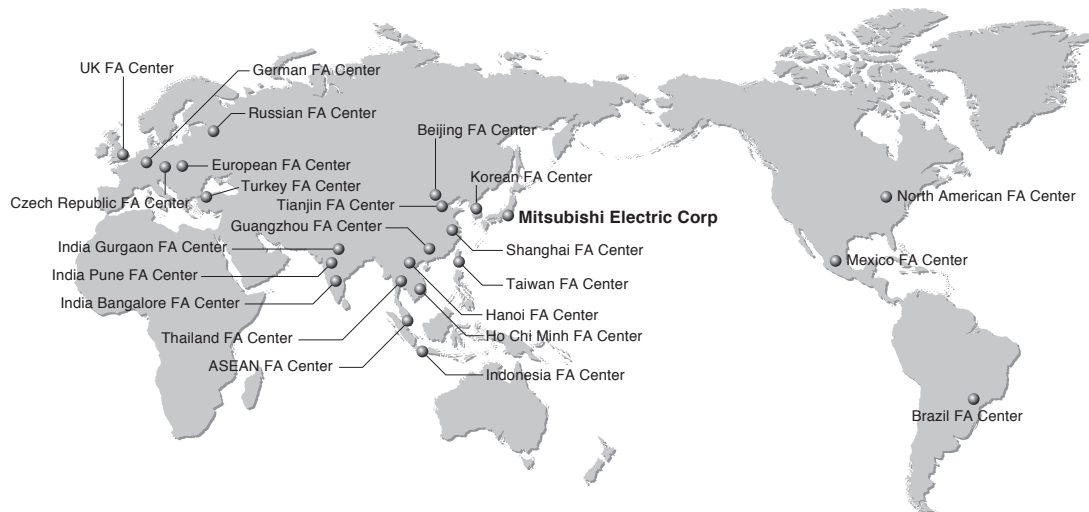 UK FA Center
German FA Center
Russian FA Center
Beijing FA Center
European FA Center
Korean FA Center
Turkey FA Center
Czech Republic FA Center
Tianjin FA Center
North American FA Center
Mitsubishi Electric Corp
Guangzhou FA Center
India Gurgaon FA Center
Shanghai FA Center
Mexico FA Center
India Pune FA Center
Taiwan FA Center
India Bangalore FA Center
Hanoi FA Center
Thailand FA Center
Ho Chi Minh FA Center
ASEAN FA Center
Indonesia FA Center
Brazil FA Center